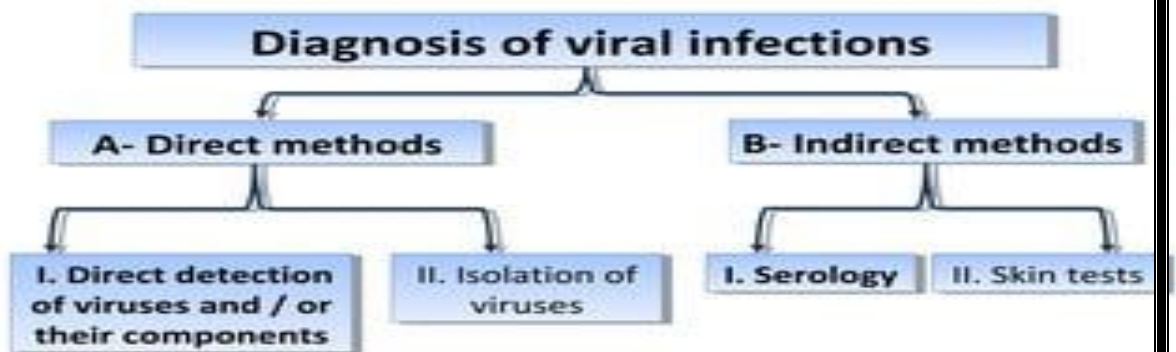 Diagnosis of viral infections
A- Direct methods
B- Indirect methods
I. Direct detection
of viruses and / or
their components
II. Isolation of
viruses
I. Serology
II. Skin tests